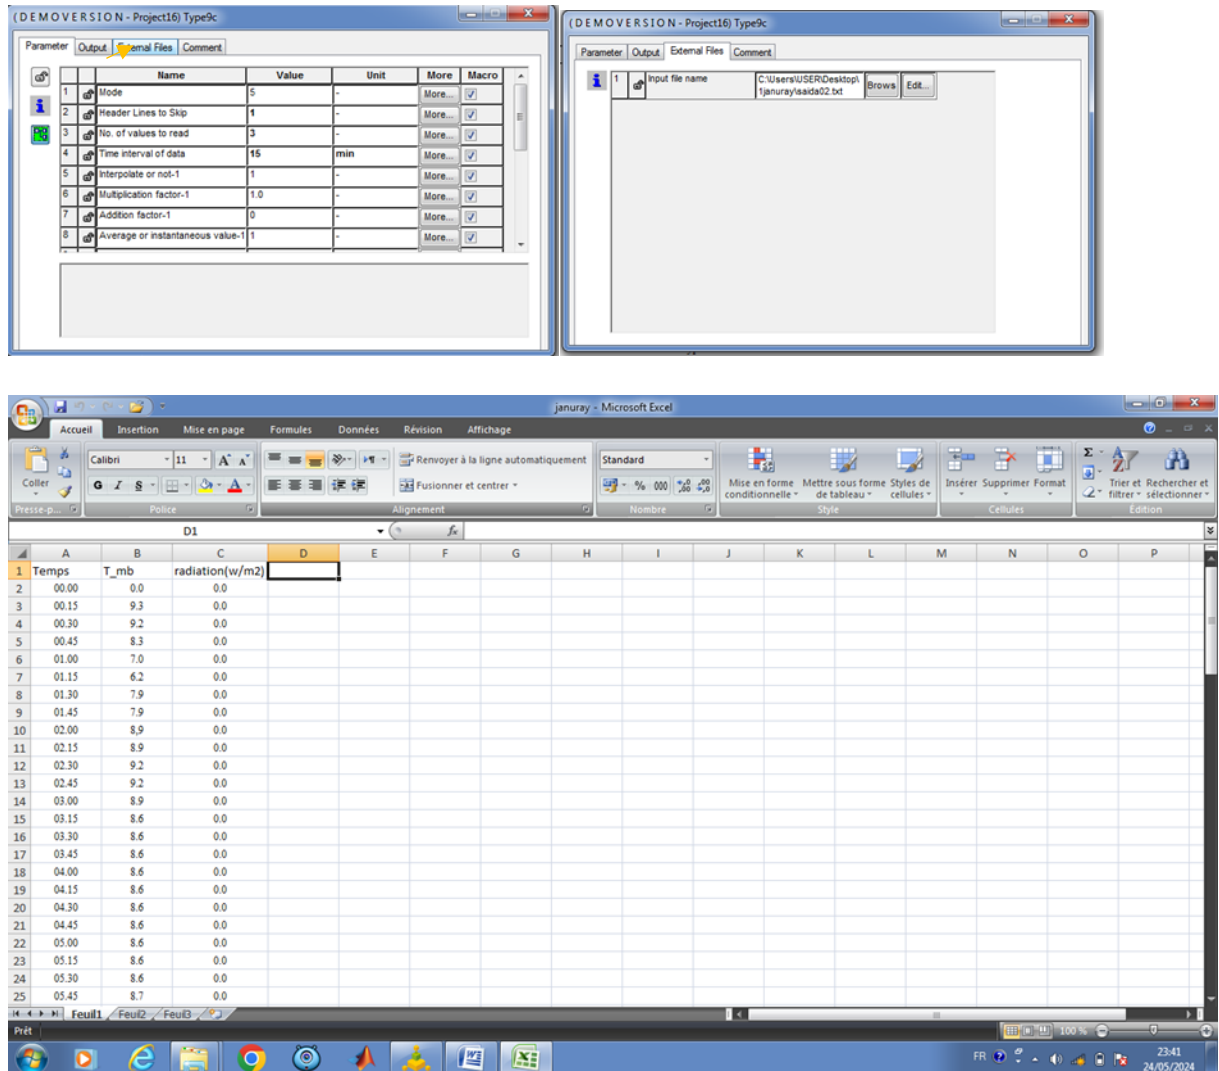 (DEMOVERSION - Project16) Type9c
Parameter Output External Files Comment
Name Value Unit More Macro
1 Mode 5 - More...
2 Header Lines to Skip 1 - More...
3 No. of values to read 3 - More...
4 Time interval of data 15 min More...
5 Interpolate or not-1 1 - More...
6 Multiplication factor-1 1.0 - More...
7 Addition factor-1 0 - More...
8 Average or instantaneous value-1 1 - More...
(DEMOVERSION - Project16) Type9c
Parameter Output External Files Comment
1 Input file name C:\Users\USER\Desktop\ Brows Edit...
1januray\saida02.txt
januray - Microsoft Excel
Accueil Insertion Mise en page Formules Données Révision Affichage
Calibri 11 Renvoyer à la ligne automatiquement Standard
Coller G I S Fusionner et centrer % 000 Mise en forme conditionnelle Mettre sous forme de tableau Styles de cellules Insérer Supprimer Format Trier et filtrer Rechercher et sélectionner
Presse-p... Police Alignement Nombre Style Cellules Édition
D1 fx
A B C D E F G H I J K L M N O P
1 Temps T_mb radiation(w/m2)
2 00.00 0.0 0.0
3 00.15 9.3 0.0
4 00.30 9.2 0.0
5 00.45 8.3 0.0
6 01.00 7.0 0.0
7 01.15 6.2 0.0
8 01.30 7.9 0.0
9 01.45 7.9 0.0
10 02.00 8,9 0.0
11 02.15 8.9 0.0
12 02.30 9.2 0.0
13 02.45 9.2 0.0
14 03.00 8.9 0.0
15 03.15 8.6 0.0
16 03.30 8.6 0.0
17 03.45 8.6 0.0
18 04.00 8.6 0.0
19 04.15 8.6 0.0
20 04.30 8.6 0.0
21 04.45 8.6 0.0
22 05.00 8.6 0.0
23 05.15 8.6 0.0
24 05.30 8.6 0.0
25 05.45 8.7 0.0
Feuil1 Feuil2 Feuil3
Prêt 100 %
FR 23:41
24/05/2024